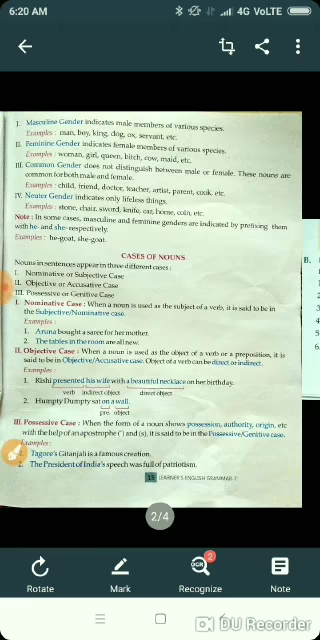 6:20 AM
4G VoLTE
I. Masculine Gender indicates male members of various species.
Examples : man, boy, king, dog, ox, servant, etc.
II. Feminine Gender indicates female members of various species.
Examples : woman, girl, queen, bitch, cow, maid, etc.
III. Common Gender does not distinguish between male or female. These nouns are
common for both male and female.
Examples : child, friend, doctor, teacher, artist, parent, cook, etc.
IV. Neuter Gender indicates only lifeless things.
Examples : stone, chair, sword, knife, car, home, coin, etc.
Note : In some cases, masculine and feminine genders are indicated by prefixing them
with he- and she- respectively.
Examples : he-goat, she-goat.
CASES OF NOUNS
Nouns in sentences appear in three different cases :
I. Nominative or Subjective Case
II. Objective or Accusative Case
III. Possessive or Genitive Case
I. Nominative Case : When a noun is used as the subject of a verb, it is said to be in
the Subjective/Nominative case.
Examples :
1. Aruna bought a saree for her mother.
2. The tables in the room are all new.
II. Objective Case : When a noun is used as the object of a verb or a preposition, it is
said to be in Objective/Accusative case. Object of a verb can be direct or indirect.
Examples :
1. Rishi presented his wife with a beautiful necklace on her birthday.
verb indirect object direct object
2. Humpty Dumpty sat on a wall.
pre. object
III. Possessive Case : When the form of a noun shows possession, authority, origin, etc
with the help of an apostrophe (') and (s), it is said to be in the Possessive/Genitive case.
Examples :
1. Tagore's Gitanjali is a famous creation.
2. The President of India's speech was full of patriotism.
15 LEARNER'S ENGLISH GRAMMAR-7
B.
1
2
3
4
5
6.
2/4
OCR
2
Rotate
Mark
Recognize
Note
DU Recorder